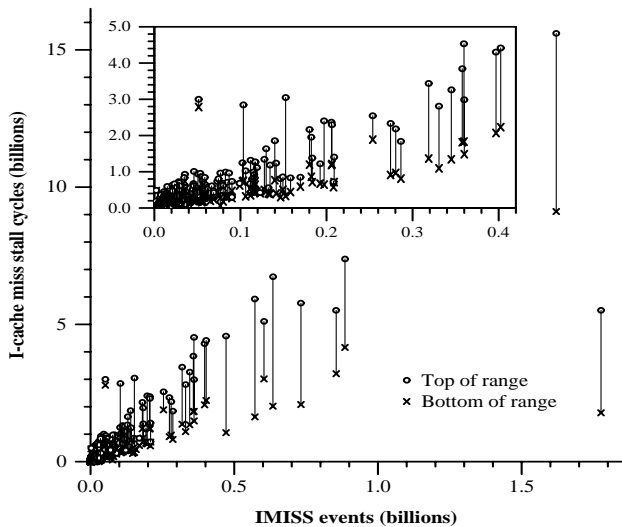 I-cache miss stall cycles (billions)
15
10
5
0
5.0
4.0
3.0
2.0
1.0
0.0
0.0 0.1 0.2 0.3 0.4
Top of range
Bottom of range
0.0 0.5 1.0 1.5
IMISS events (billions)